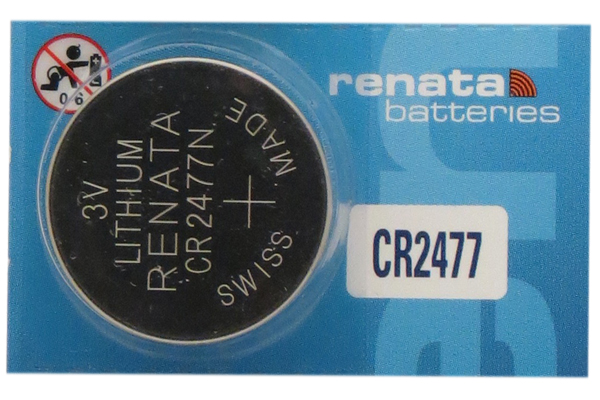 renata
batteries
CR2477
3V
LITHIUM
RENATA
CR2477N
SWISS MADE
+